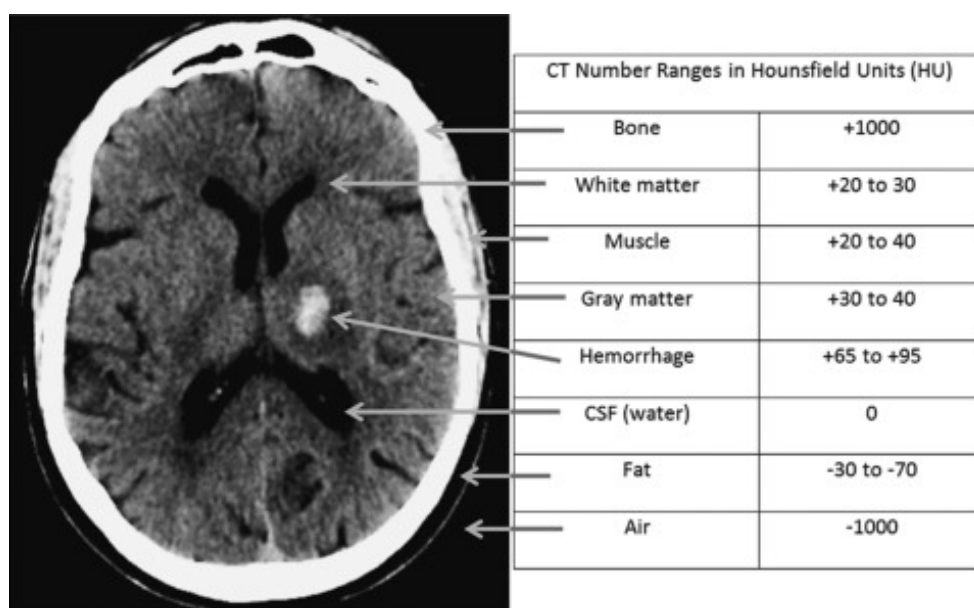 CT Number Ranges in Hounsfield Units (HU)
Bone +1000
White matter +20 to 30
Muscle +20 to 40
Gray matter +30 to 40
Hemorrhage +65 to +95
CSF (water) 0
Fat -30 to -70
Air -1000